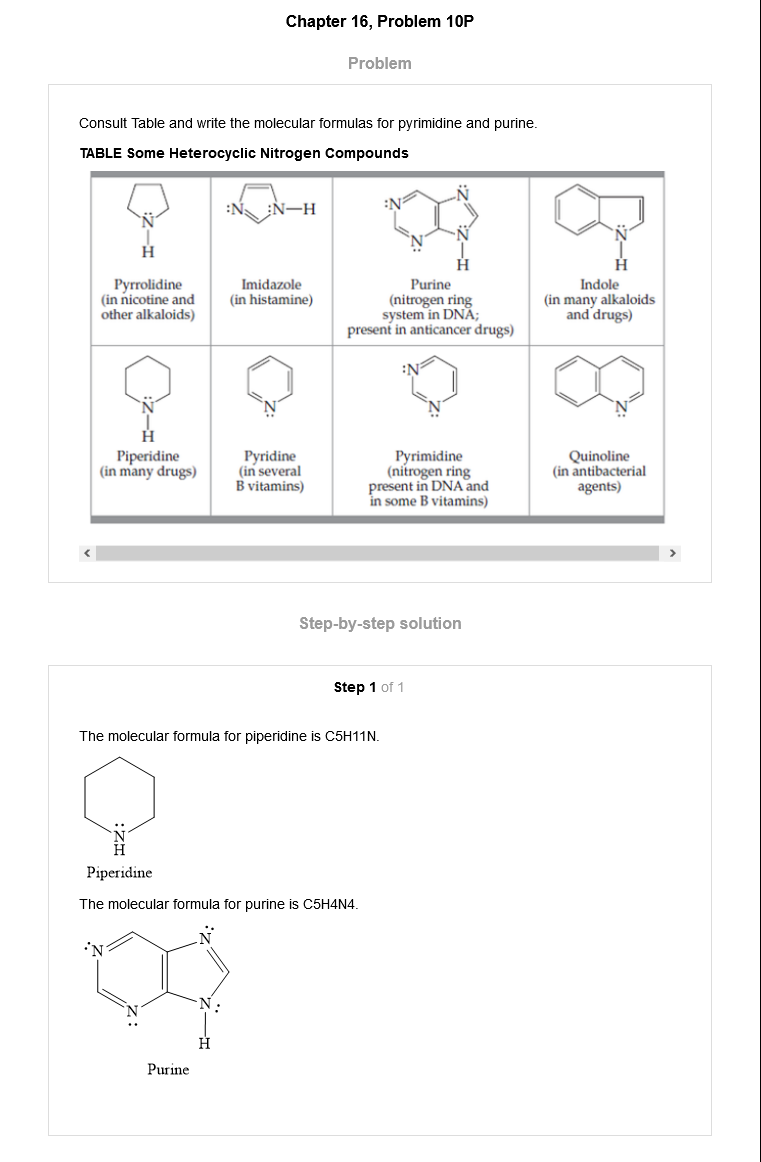 Chapter 16, Problem 10P
Problem
Consult Table and write the molecular formulas for pyrimidine and purine.
TABLE Some Heterocyclic Nitrogen Compounds
N̈
H
Pyrrolidine
(in nicotine and
other alkaloids)
:N :N—H
Imidazole
(in histamine)
:N N̈
N N̈
H
Purine
(nitrogen ring
system in DNA;
present in anticancer drugs)
N̈
H
Indole
(in many alkaloids
and drugs)
N̈
H
Piperidine
(in many drugs)
N
Pyridine
(in several
B vitamins)
:N
N
Pyrimidine
(nitrogen ring
present in DNA and
in some B vitamins)
N
Quinoline
(in antibacterial
agents)
Step-by-step solution
Step 1 of 1
The molecular formula for piperidine is C5H11N.
N̈
H
Piperidine
The molecular formula for purine is C5H4N4.
:N N̈
N N:
H
Purine